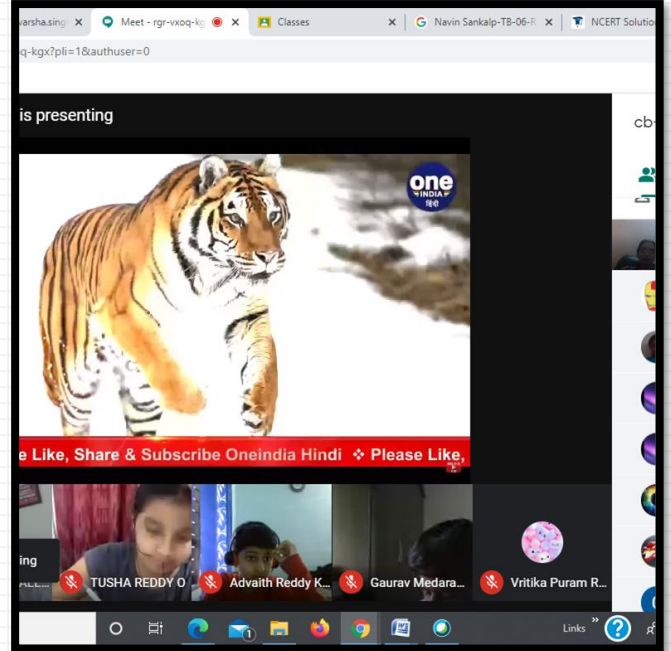 varsha.sing
Meet - rgr-vxoq-kg
Classes
Navin Sankalp-TB-06-R
NCERT Solutio
q-kgx?pli=1&authuser=0
is presenting
cb-
one
INDIA
हिंदी
e Like, Share & Subscribe Oneindia Hindi ❖ Please Like,
ing
TUSHA REDDY O
Advaith Reddy K...
Gaurav Medara...
Vritika Puram R...
Links